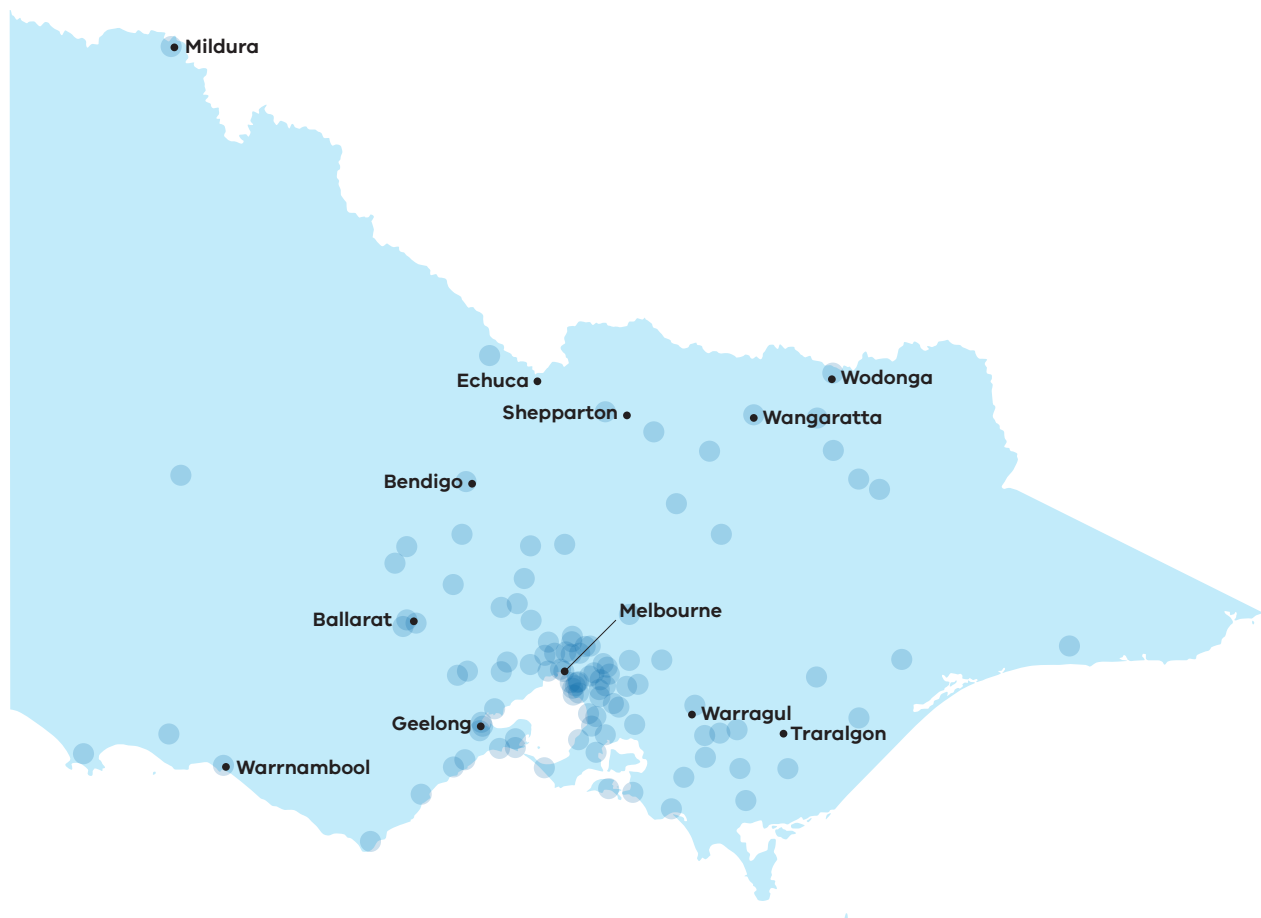 Mildura
Echuca
Wodonga
Shepparton
Wangaratta
Bendigo
Melbourne
Ballarat
Warragul
Geelong
Traralgon
Warrnambool